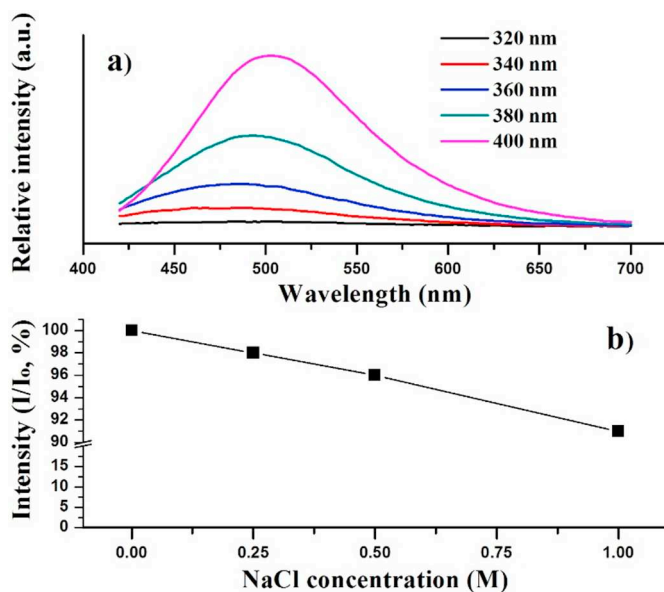 a)
320 nm
340 nm
360 nm
380 nm
400 nm
Relative intensity (a.u.)
400 450 500 550 600 650 700
Wavelength (nm)
b)
100
98
96
94
92
90
15
10
5
0
Intensity (I/I₀, %)
0.00 0.25 0.50 0.75 1.00
NaCl concentration (M)